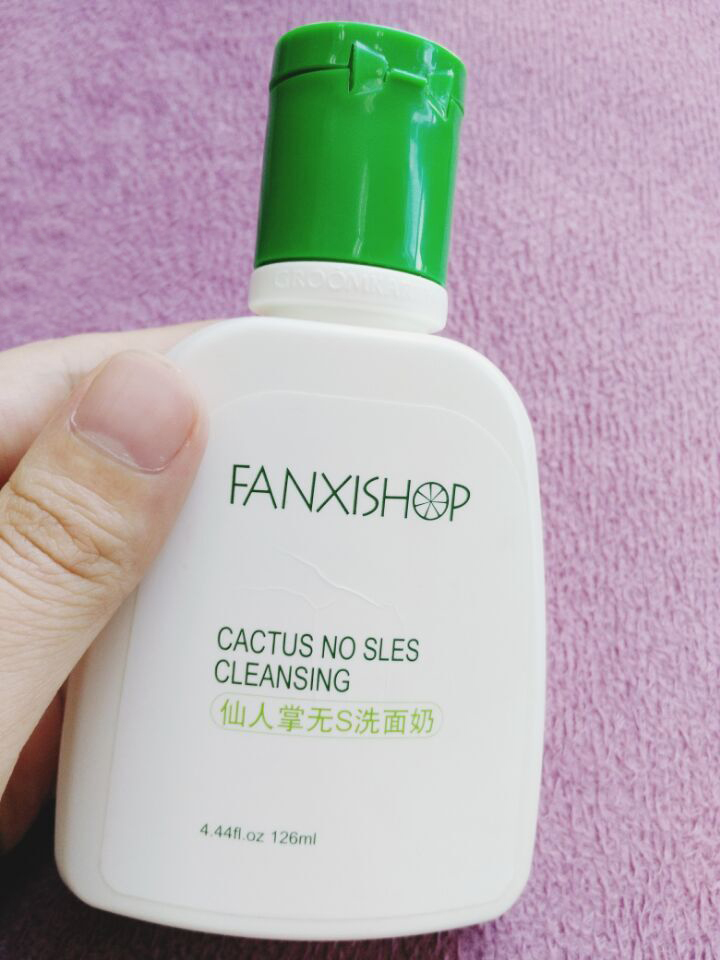 FANXISHOP
CACTUS NO SLES
CLEANSING
仙人掌无S洗面奶
4.44fl.oz 126ml